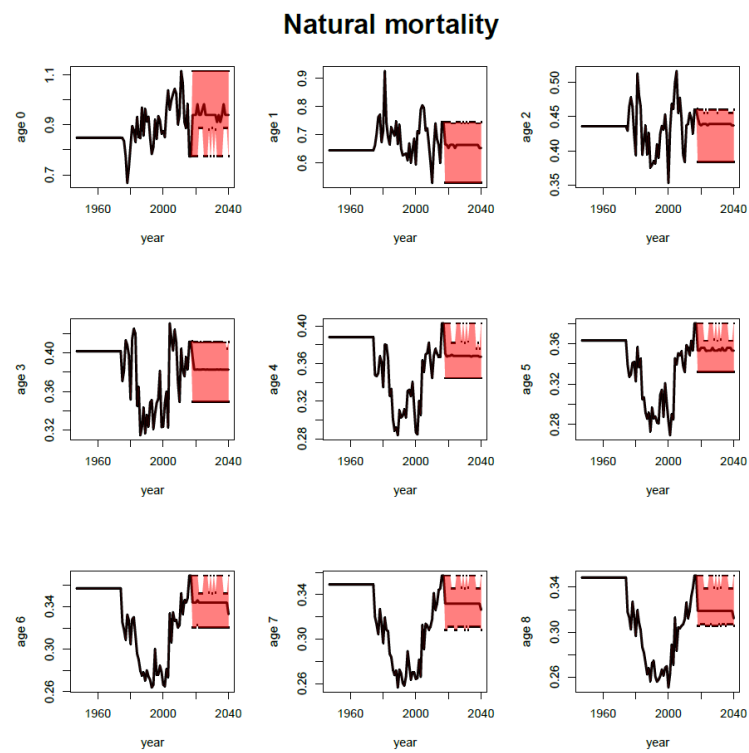 Natural mortality
age 0
0.7 0.9 1.1
1960 2000 2040
year
age 1
0.6 0.7 0.8 0.9
1960 2000 2040
year
age 2
0.35 0.40 0.45 0.50
1960 2000 2040
year
age 3
0.32 0.36 0.40
1960 2000 2040
year
age 4
0.28 0.32 0.36 0.40
1960 2000 2040
year
age 5
0.28 0.32 0.36
1960 2000 2040
year
age 6
0.26 0.30 0.34
1960 2000 2040
year
age 7
0.26 0.30 0.34
1960 2000 2040
year
age 8
0.26 0.30 0.34
1960 2000 2040
year